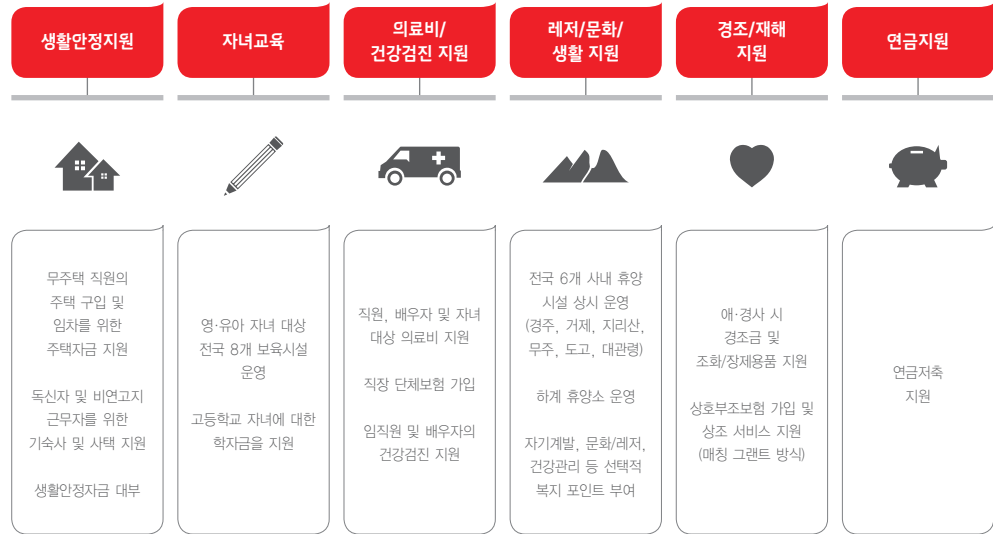 생활안정지원
자녀교육
의료비/
건강검진 지원
레저/문화/
생활 지원
경조/재해
지원
연금지원
무주택 직원의
주택 구입 및
임차를 위한
주택자금 지원
독신자 및 비연고지
근무자를 위한
기숙사 및 사택 지원
생활안정자금 대부
영·유아 자녀 대상
전국 8개 보육시설
운영
고등학교 자녀에 대한
학자금을 지원
직원, 배우자 및 자녀
대상 의료비 지원
직장 단체보험 가입
임직원 및 배우자의
건강검진 지원
전국 6개 사내 휴양
시설 상시 운영
(경주, 거제, 지리산,
무주, 도고, 대관령)
하계 휴양소 운영
자기계발, 문화/레저,
건강관리 등 선택적
복지 포인트 부여
애·경사 시
경조금 및
조화/장제용품 지원
상호부조보험 가입 및
상조 서비스 지원
(매칭 그랜트 방식)
연금저축
지원